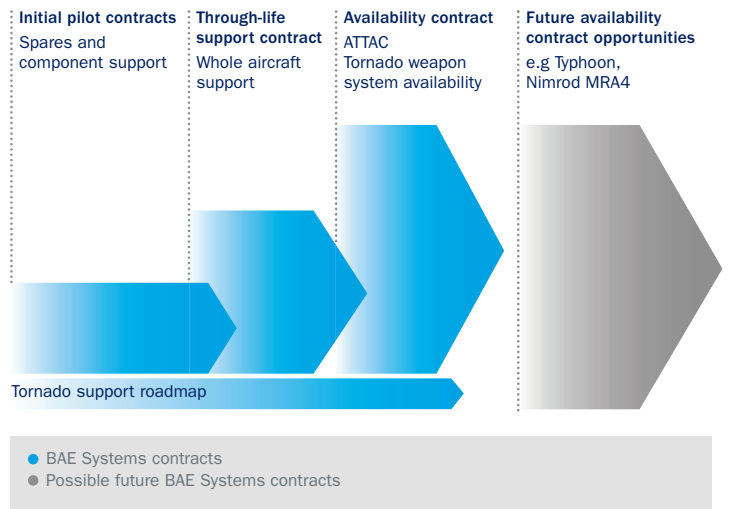 Initial pilot contracts
Spares and
component support
Through-life
support contract
Whole aircraft
support
Availability contract
ATTAC
Tornado weapon
system availability
Future availability
contract opportunities
e.g Typhoon,
Nimrod MRA4
Tornado support roadmap
BAE Systems contracts
Possible future BAE Systems contracts